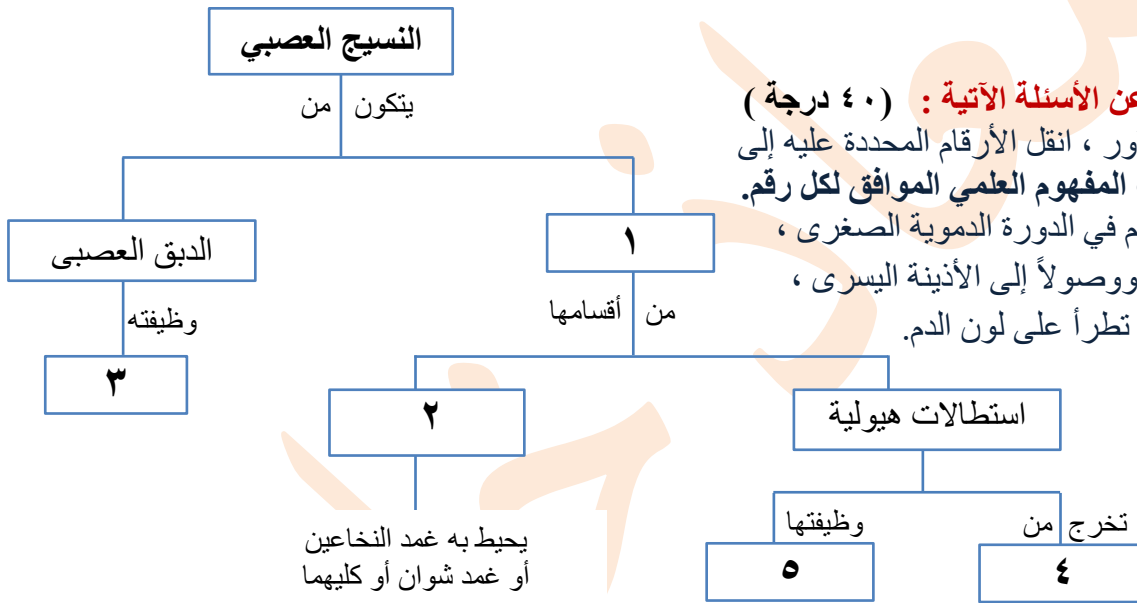 النسيج العصبي
يتكون من
عن الأسئلة الآتية : (٤٠ درجة )
ور ، انقل الأرقام المحددة عليه إلى
المفهوم العلمي الموافق لكل رقم.
م في الدورة الدموية الصغرى ،
ووصولاً إلى الأذينة اليسرى ،
تطرأ على لون الدم.
١
الدبق العصبي
من أقسامها
وظيفته
٣
٢
استطالات هيولية
يحيط به غمد النخاعين
أو غمد شوان أو كليهما
تخرج من
وظيفتها
٤
٥